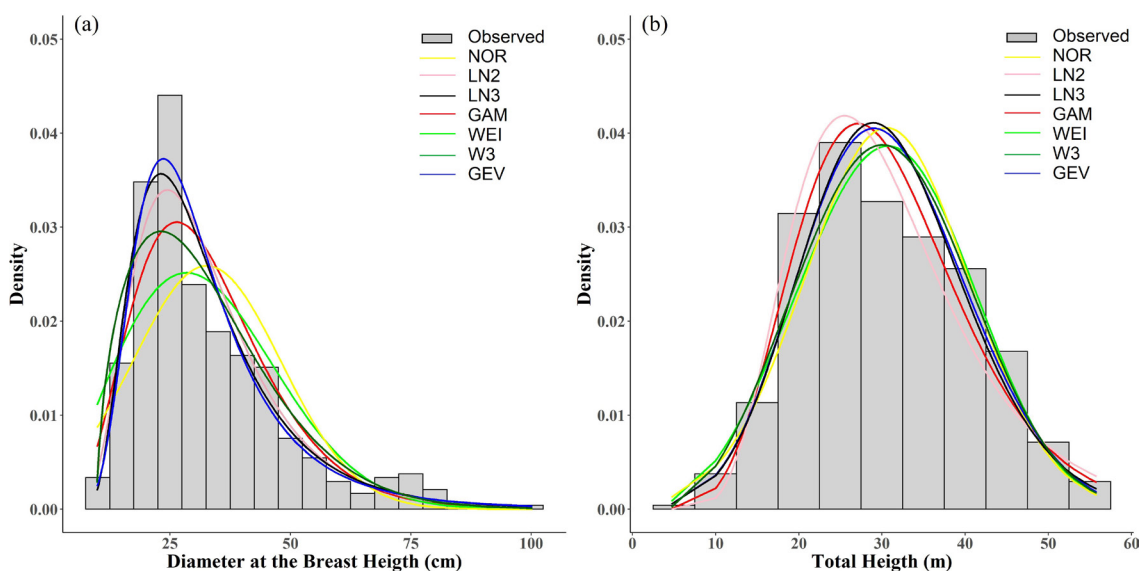 (a)
0.05
0.04
0.03
0.02
0.01
0.00
Density
Observed
NOR
LN2
LN3
GAM
WEI
W3
GEV
25
50
75
100
Diameter at the Breast Heigth (cm)
(b)
0.05
0.04
0.03
0.02
0.01
0.00
Density
Observed
NOR
LN2
LN3
GAM
WEI
W3
GEV
0
10
20
30
40
50
60
Total Heigth (m)